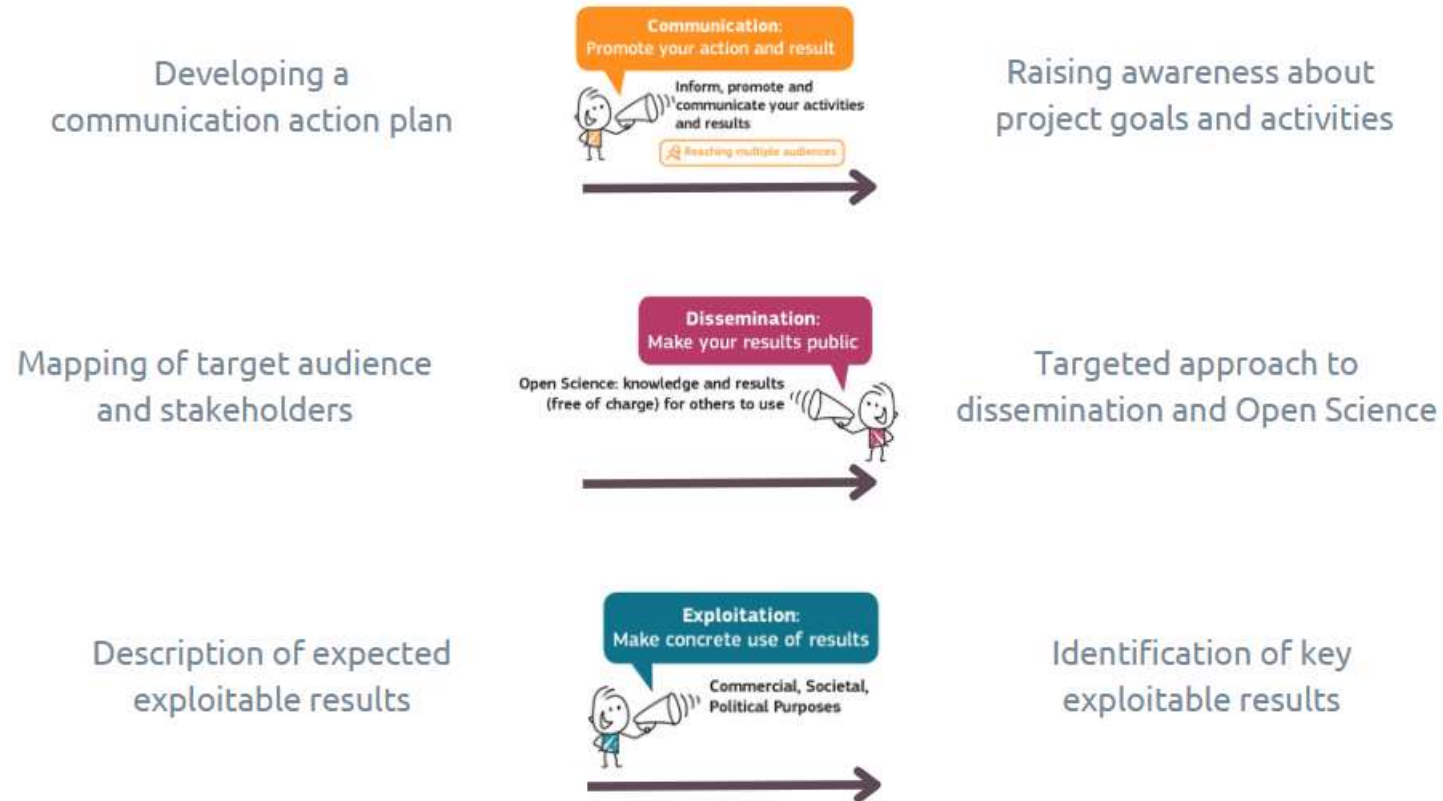 Developing a
communication action plan
Communication:
Promote your action and result
Inform, promote and
communicate your activities
and results
Reaching multiple audiences
Raising awareness about
project goals and activities
Mapping of target audience
and stakeholders
Dissemination:
Make your results public
Open Science: knowledge and results
(free of charge) for others to use
Targeted approach to
dissemination and Open Science
Description of expected
exploitable results
Exploitation:
Make concrete use of results
Commercial, Societal,
Political Purposes
Identification of key
exploitable results